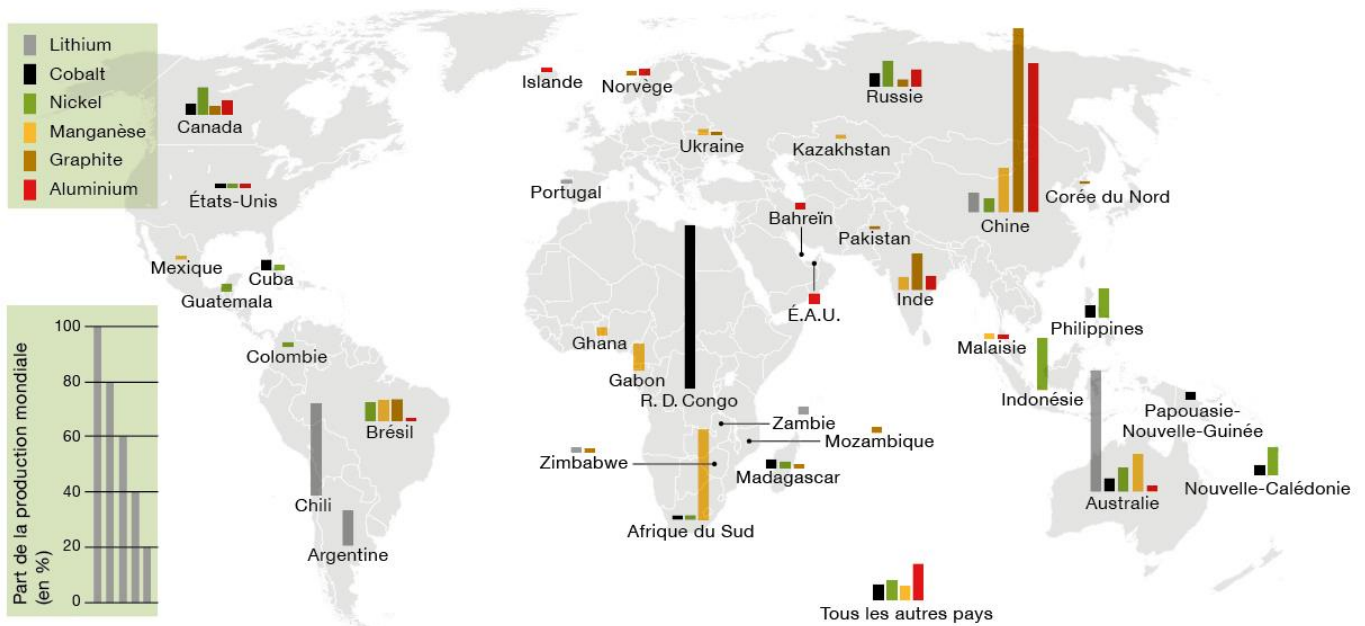 Lithium
Cobalt
Nickel
Manganèse
Graphite
Aluminium
Canada
États-Unis
Mexique
Cuba
Guatemala
Colombie
Brésil
Chili
Argentine
Islande
Norvège
Russie
Ukraine
Kazakhstan
Portugal
Corée du Nord
Chine
Bahreïn
Pakistan
Inde
É.A.U.
Philippines
Ghana
Malaisie
Gabon
Indonésie
R. D. Congo
Papouasie-
Nouvelle-Guinée
Zambie
Mozambique
Zimbabwe
Madagascar
Nouvelle-Calédonie
Australie
Afrique du Sud
Tous les autres pays
Part de la production mondiale
(en %)
100
80
60
40
20
0